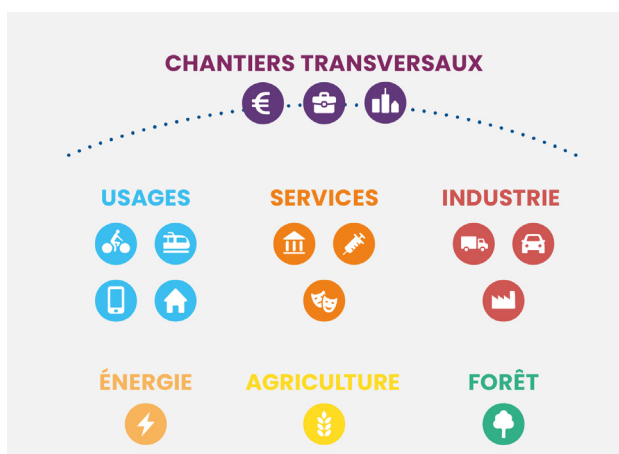 CHANTIERS TRANSVERSAUX
€
USAGES SERVICES INDUSTRIE
ÉNERGIE AGRICULTURE FORÊT